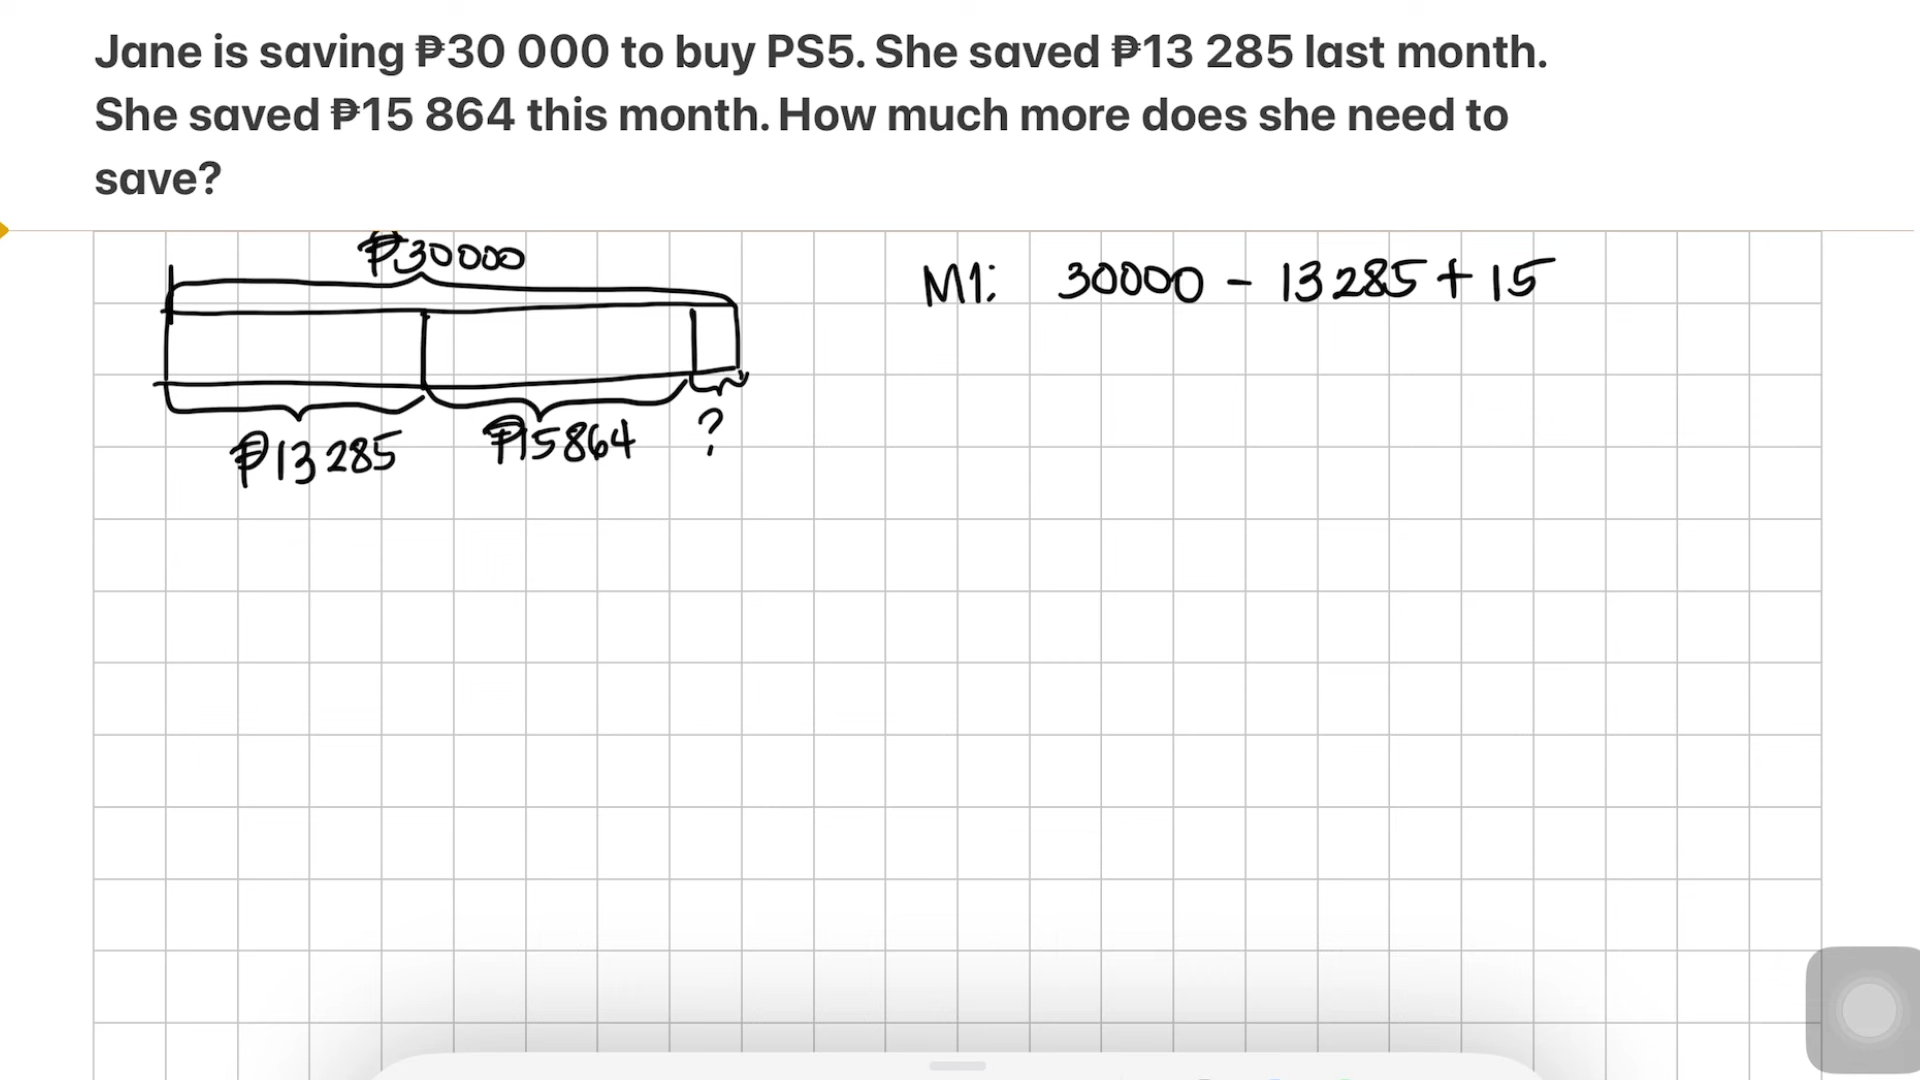 Jane is saving ₱30 000 to buy PS5. She saved ₱13 285 last month.
She saved ₱15 864 this month. How much more does she need to
save?
₱30000
M1: 30000 - 13285 + 15
₱13285 ₱15864 ?